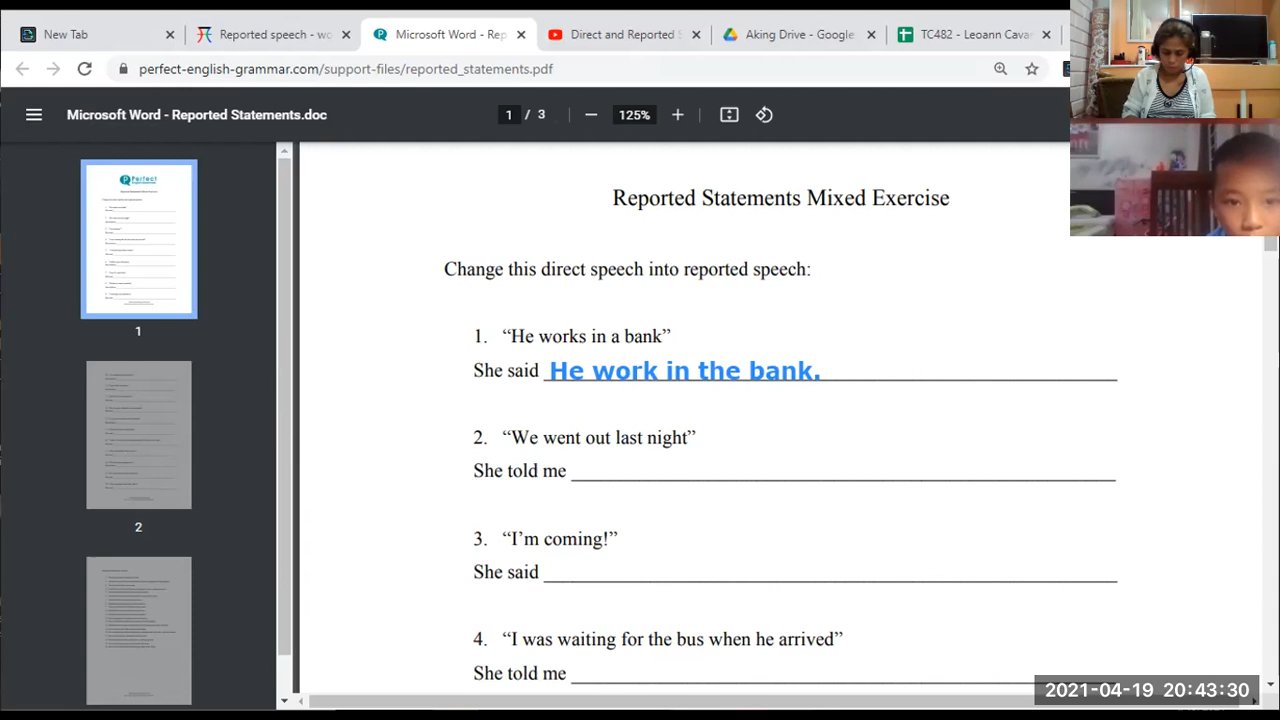 New Tab
Reported speech - wo
Microsoft Word - Rep
Direct and Reported S
Aking Drive - Google
TC482 - Leoann Cavan
perfect-english-grammar.com/support-files/reported_statements.pdf
Microsoft Word - Reported Statements.doc
1 / 3
125%
Reported Statements Mixed Exercise
Change this direct speech into reported speech:
1. “He works in a bank”
She said He work in the bank.
2. “We went out last night”
She told me
3. “I’m coming!”
She said
4. “I was waiting for the bus when he arrived”
She told me
1
2
2021-04-19 20:43:30